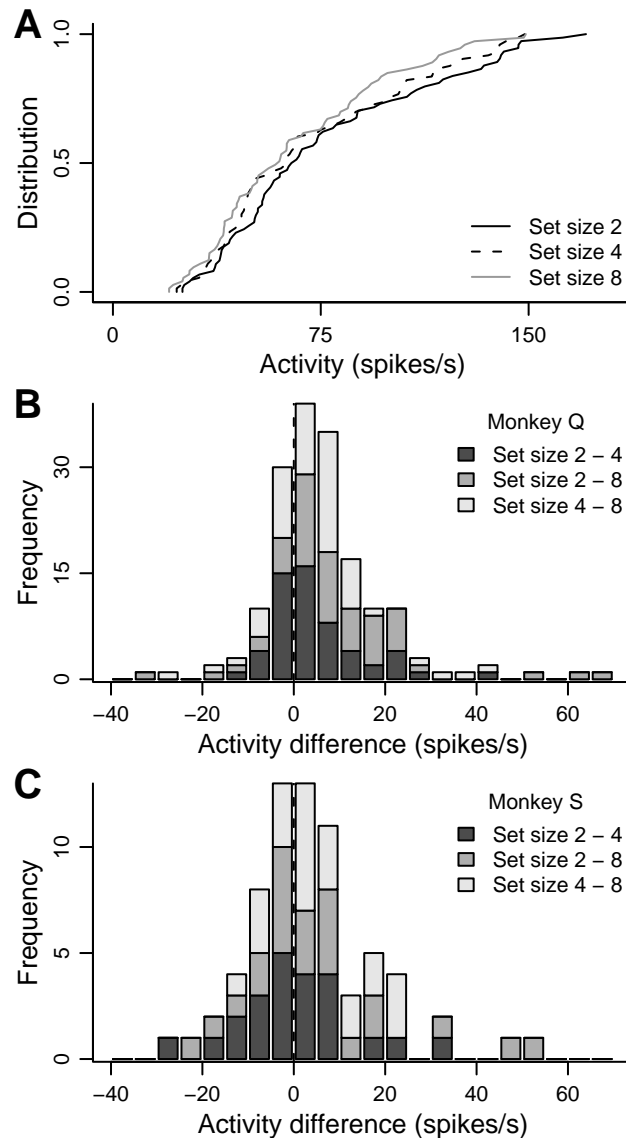 A
Distribution
1.0
0.5
0.0
Set size 2
Set size 4
Set size 8
0 75 150
Activity (spikes/s)
B
Frequency
30
15
0
Monkey Q
Set size 2 − 4
Set size 2 − 8
Set size 4 − 8
−40 −20 0 20 40 60
Activity difference (spikes/s)
C
Frequency
10
5
0
Monkey S
Set size 2 − 4
Set size 2 − 8
Set size 4 − 8
−40 −20 0 20 40 60
Activity difference (spikes/s)